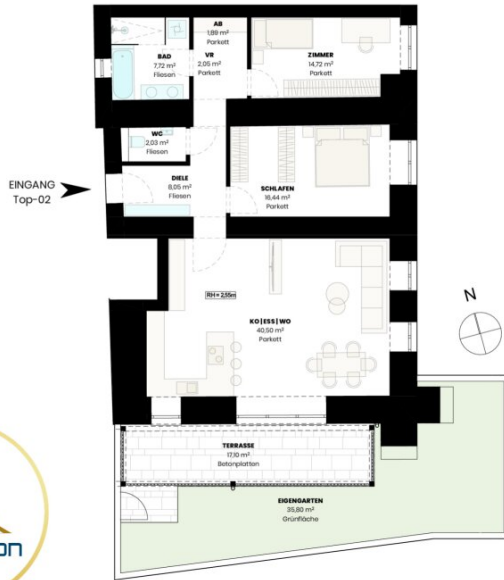 AB
1,89 m²
Parkett
VR
2,05 m²
Parkett
BAD
7,72 m²
Fliesen
ZIMMER
14,72 m²
Parkett
WC
2,03 m²
Fliesen
EINGANG
Top-02
DIELE
8,05 m²
Fliesen
SCHLAFEN
16,44 m²
Parkett
N
RH = 2,55m
KO|ESS|WO
40,50 m²
Parkett
TERRASSE
17,10 m²
Betonplatten
EIGENGARTEN
35,80 m²
Grünfläche